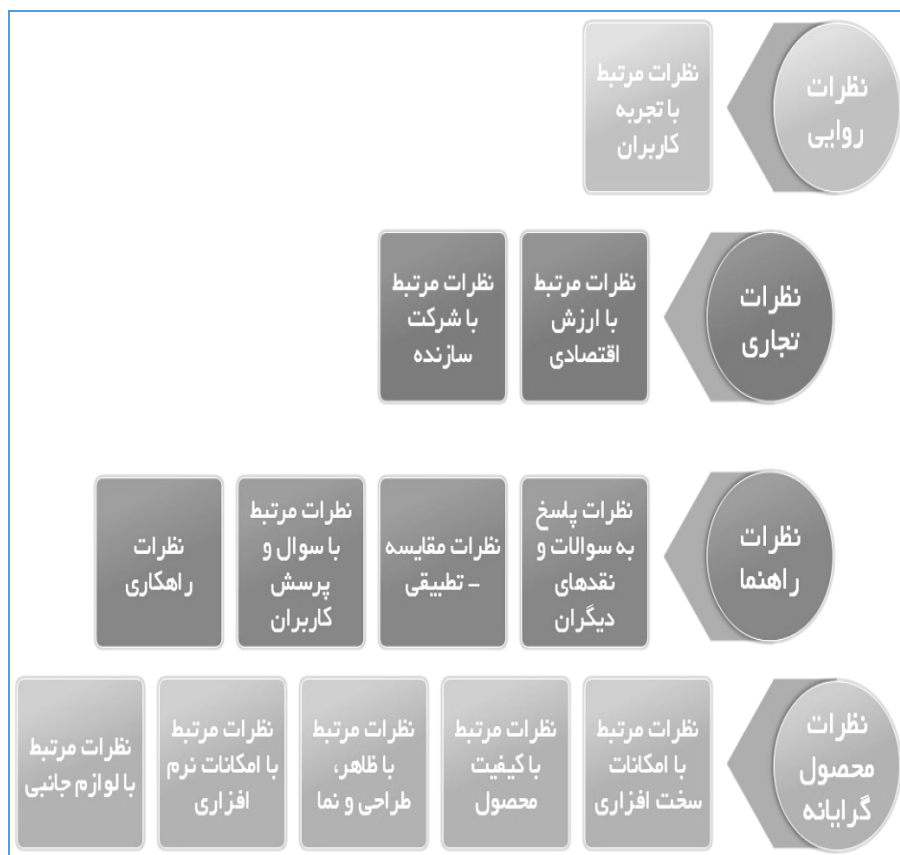 نظرات
روایی
نظرات مرتبط
با تجربه
کاربران
نظرات
تجاری
نظرات مرتبط
با ارزش
اقتصادی
نظرات مرتبط
با شرکت
سازنده
نظرات
راهنما
نظرات پاسخ
به سوالات و
نقدهای
دیگران
نظرات مقایسه
– تطبیقی
نطرات مرتبط
با سوال و
پرسش
کاربران
نظرات
راهکاری
نظرات
محصول
گرایانه
نظرات مرتبط
با امکانات
سخت افزاری
نظرات مرتبط
با کیفیت
محصول
نظرات مرتبط
با ظاهر،
طراحی و نما
نظرات مرتبط
با امکانات نرم
افزاری
نظرات مرتبط
با لوازم جانبی